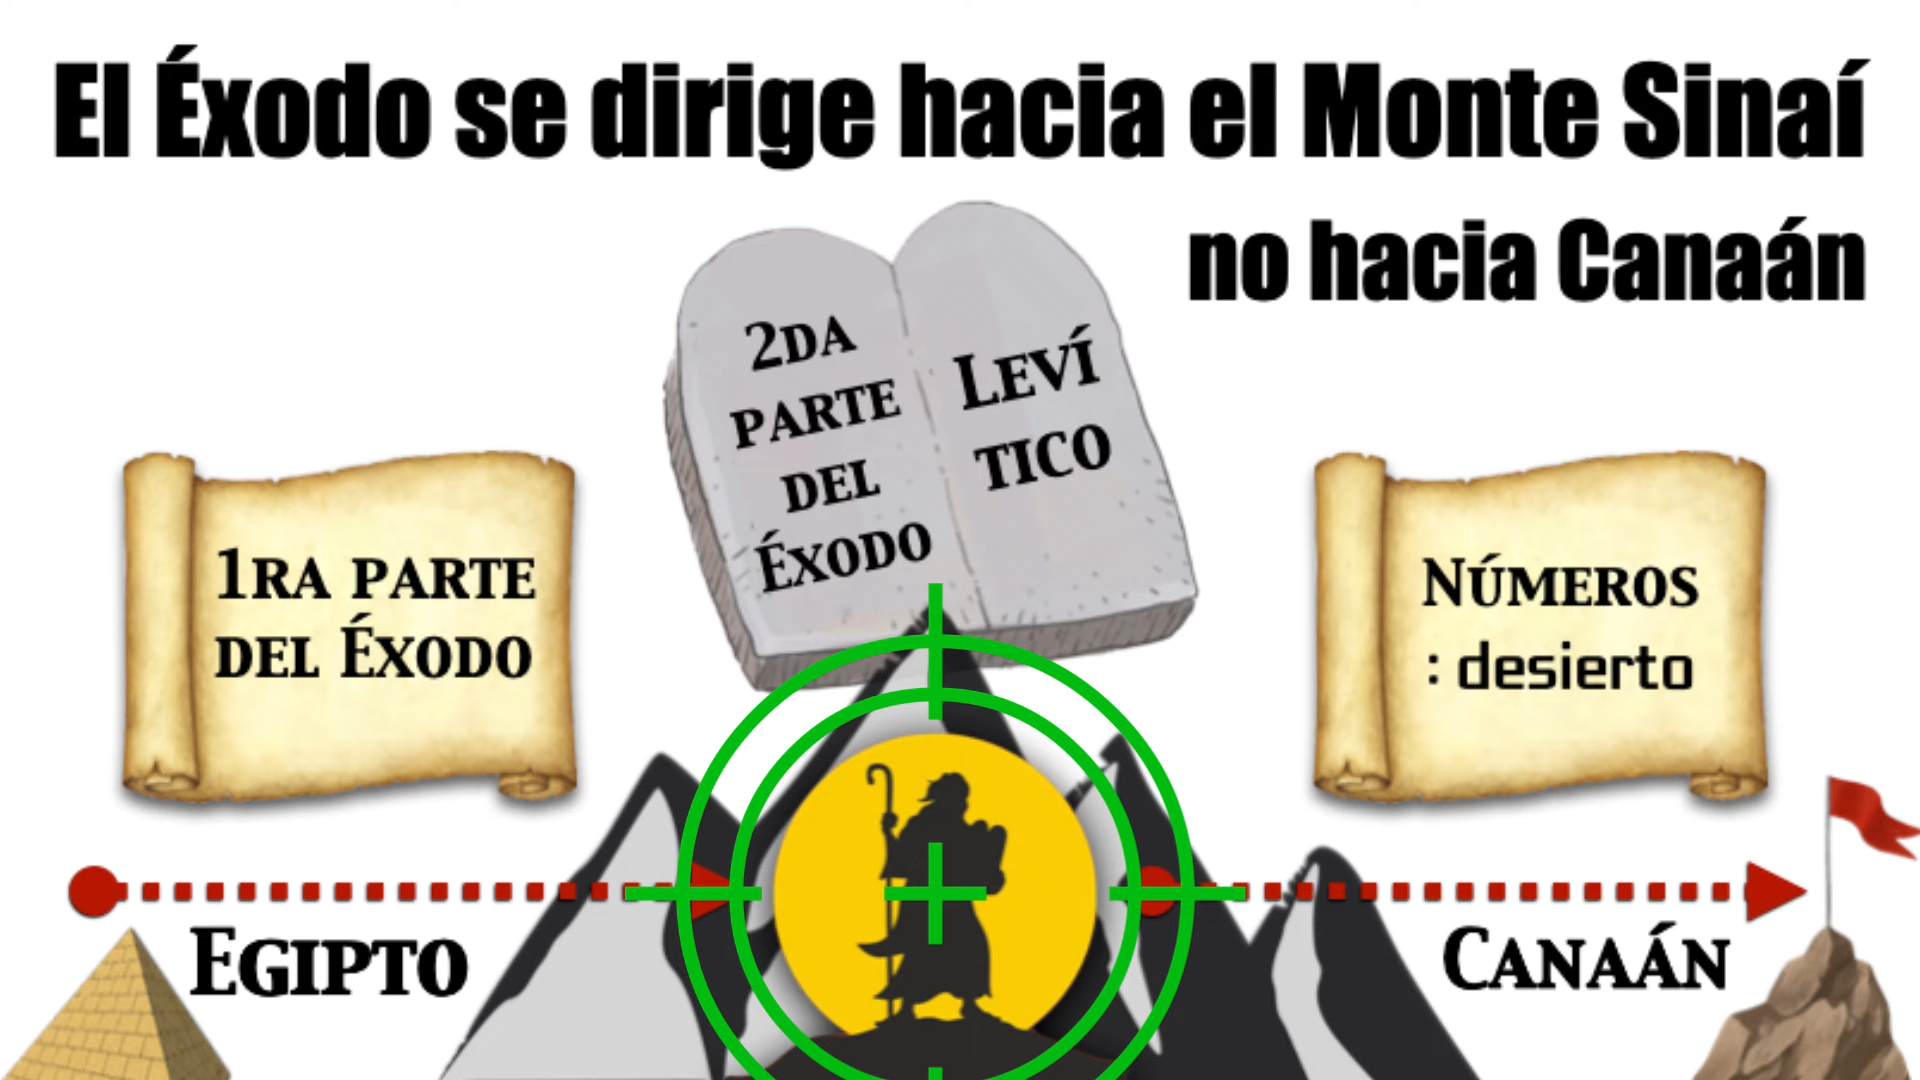 El Éxodo se dirige hacia el Monte Sinaí
no hacia Canaán
2DA
PARTE
DEL
ÉXODO
LEVÍ
TICO
1RA PARTE
DEL ÉXODO
NÚMEROS
: desierto
EGIPTO
CANAÁN